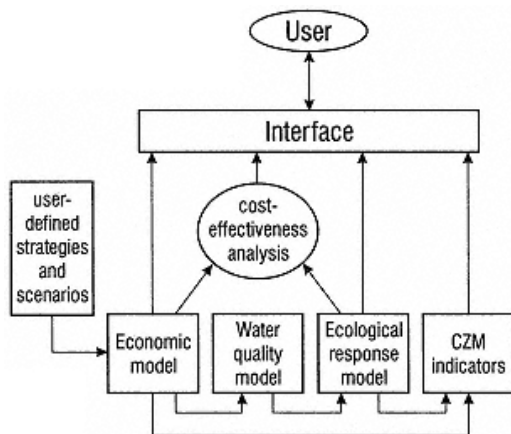 User
Interface
user-
defined
strategies
and
scenarios
cost-
effectiveness
analysis
Economic
model
Water
quality
model
Ecological
response
model
CZM
indicators